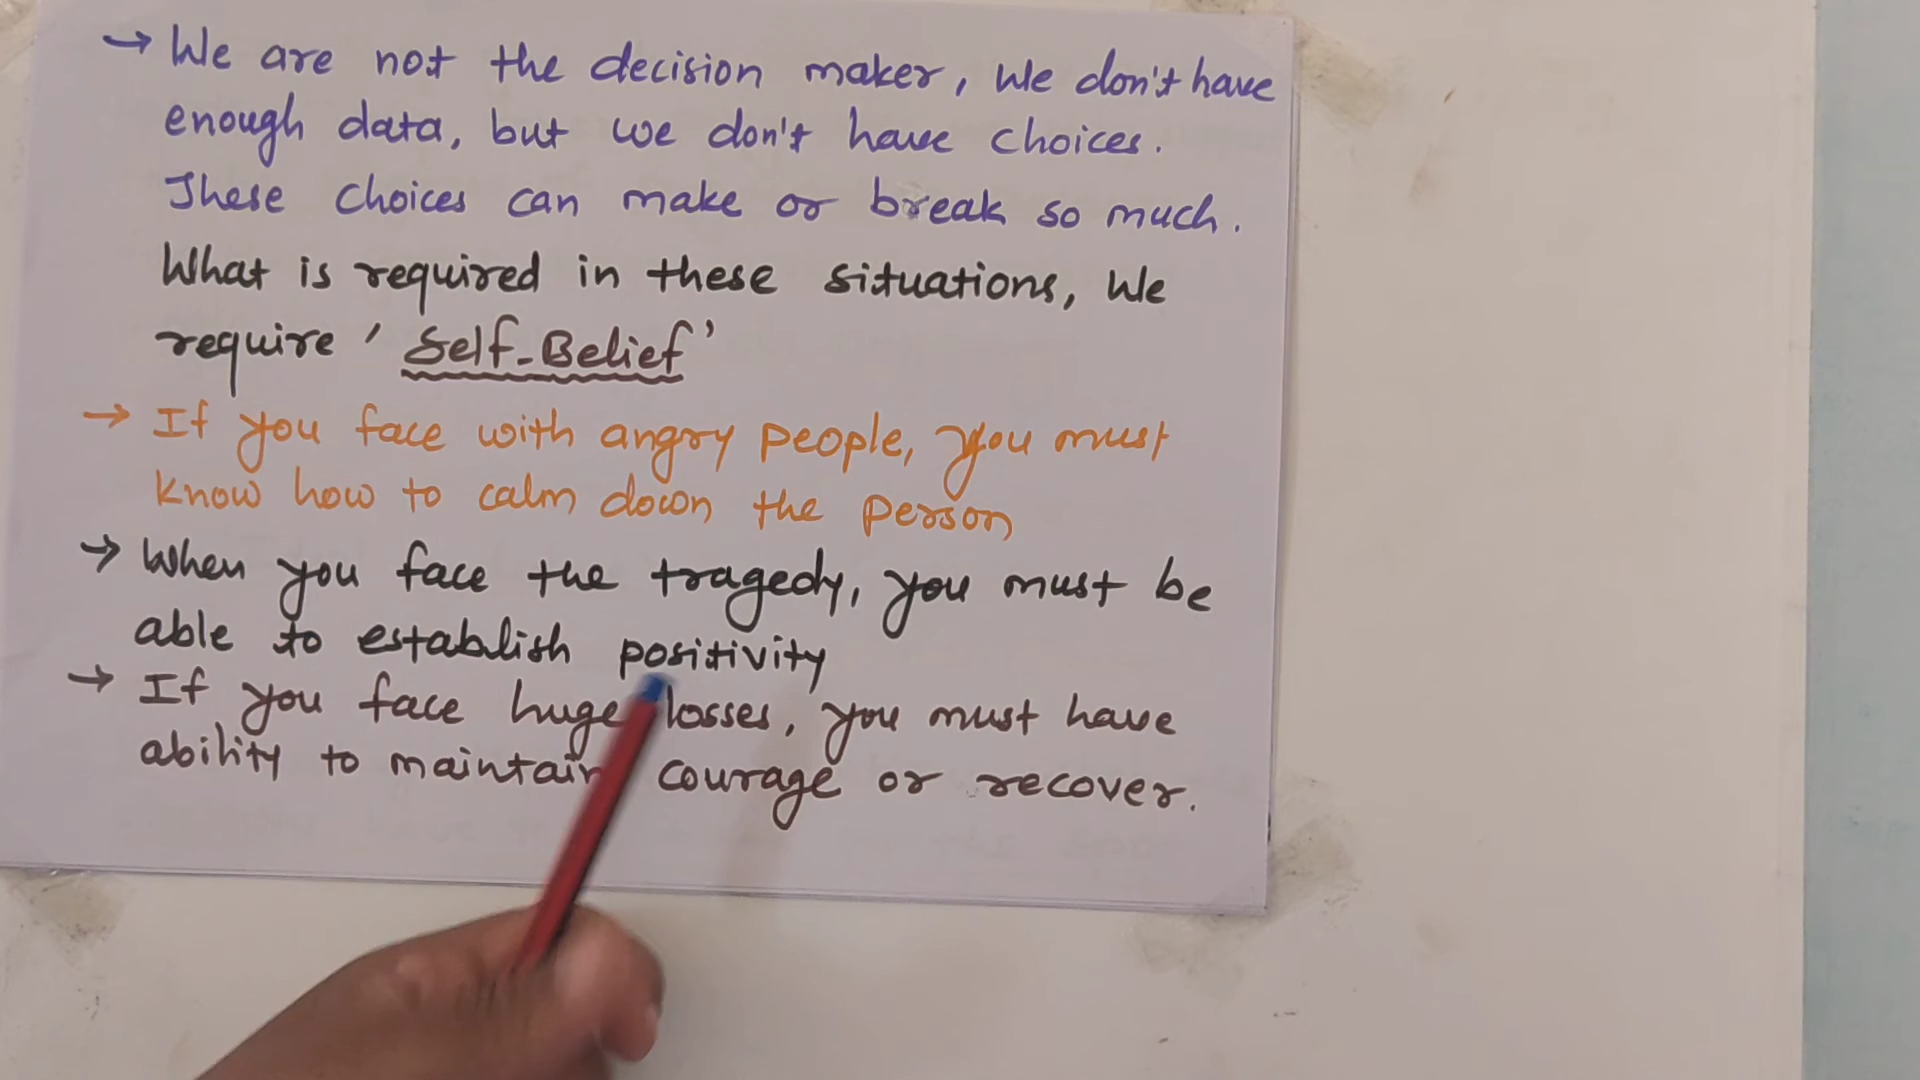 → We are not the decision maker, We don't have
enough data, but we don't have choices.
These choices can make or break so much.
What is required in these situations, We
require 'Self-Belief'
→ If you face with angry people, you must
know how to calm down the person
→ When you face the tragedy, you must be
able to establish positivity
→ If you face huge losses, you must have
ability to maintain courage or recover.